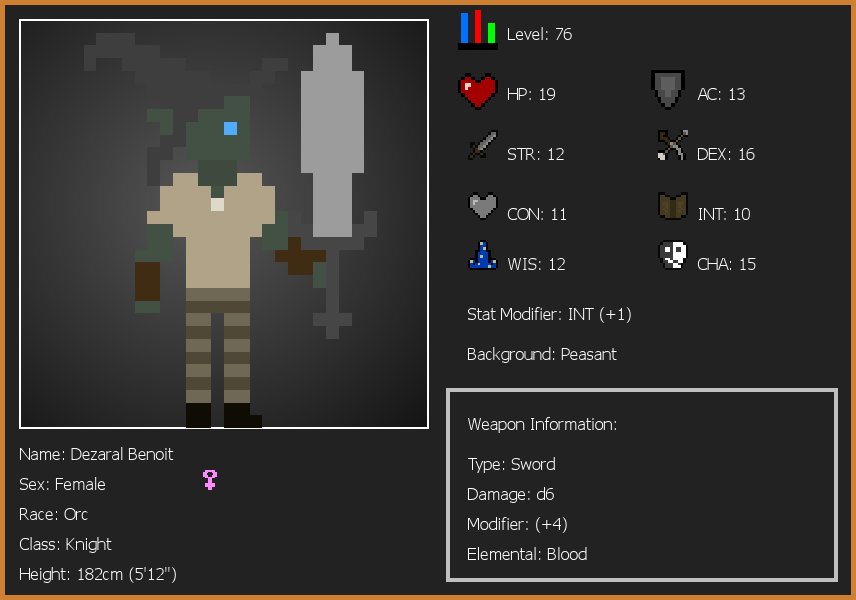 Level: 76
HP: 19
AC: 13
STR: 12
DEX: 16
CON: 11
INT: 10
WIS: 12
CHA: 15
Stat Modifier: INT (+1)
Background: Peasant
Weapon Information:
Type: Sword
Damage: d6
Modifier: (+4)
Elemental: Blood
Name: Dezaral Benoit
Sex: Female
Race: Orc
Class: Knight
Height: 182cm (5'12")